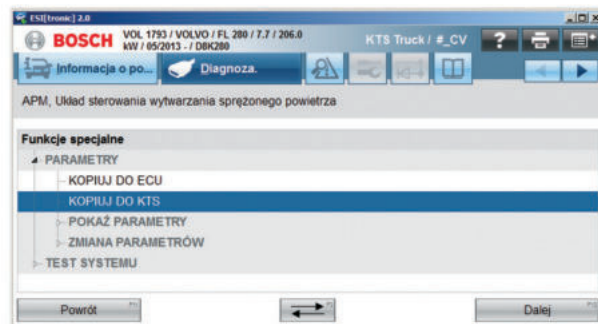 ESI[tronic] 2.0
BOSCH
VOL 1793 / VOLVO / FL 280 / 7.7 / 206.0
kW / 05/2013 - / D8K280
KTS Truck / #_CV
?
Informacja o po...
Diagnoza.
APM, Układ sterowania wytwarzania sprężonego powietrza
Funkcje specjalne
PARAMETRY
KOPIUJ DO ECU
KOPIUJ DO KTS
POKAŻ PARAMETRY
ZMIANA PARAMETRÓW
TEST SYSTEMU
Powrót
Dalej